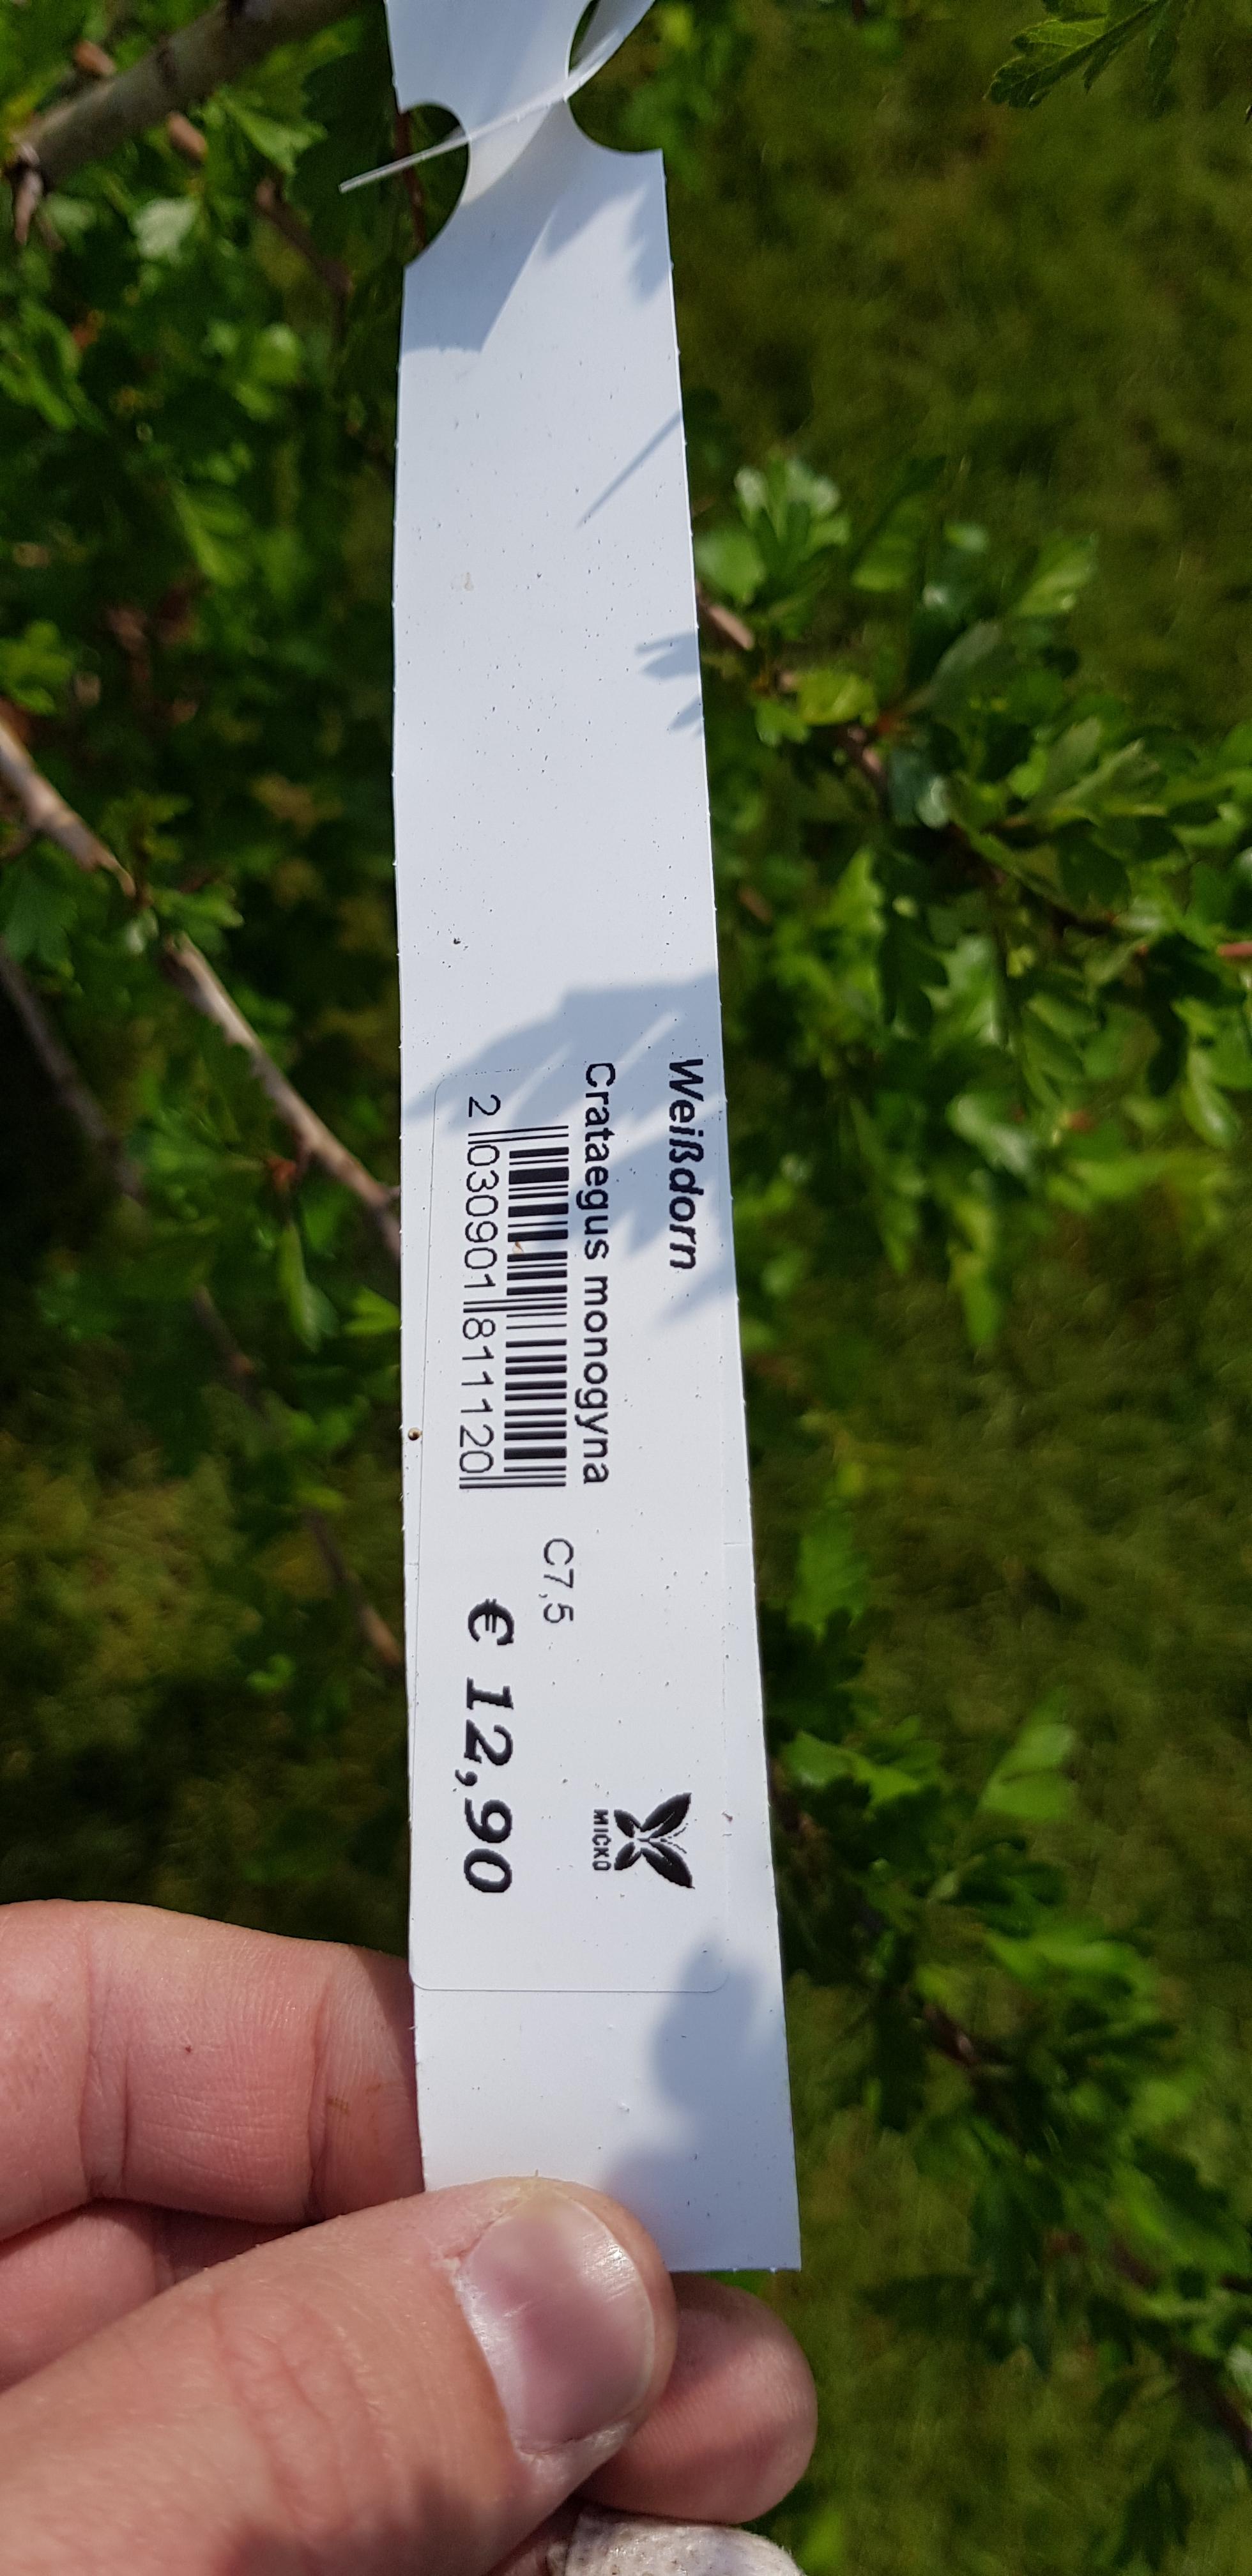 Weißdorn
Crataegus monogyna
2 030901 811120
C7,5
€ 12,90
MICKO